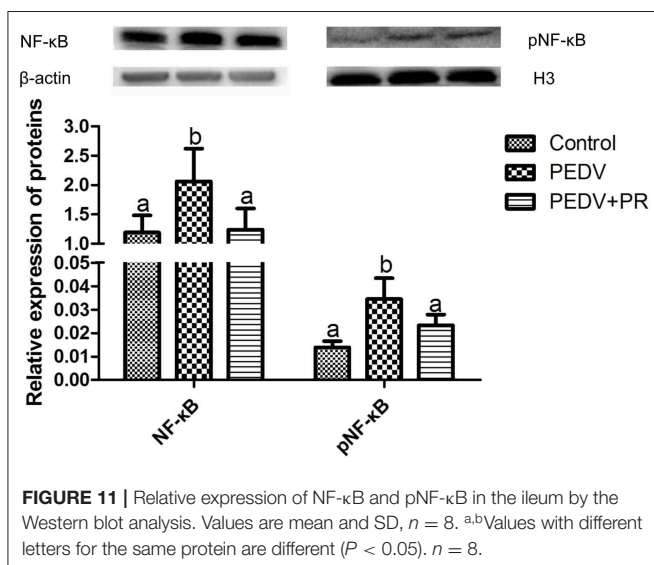 NF-κB
pNF-κB
β-actin
H3
Relative expression of proteins
3.0
2.5
2.0
1.5
1.0
0.05
0.04
0.03
0.02
0.01
0.00
a
b
a
a
b
a
NF-κB
pNF-κB
Control
PEDV
PEDV+PR
FIGURE 11 | Relative expression of NF-κB and pNF-κB in the ileum by the
Western blot analysis. Values are mean and SD, n = 8. a,bValues with different
letters for the same protein are different (P < 0.05). n = 8.